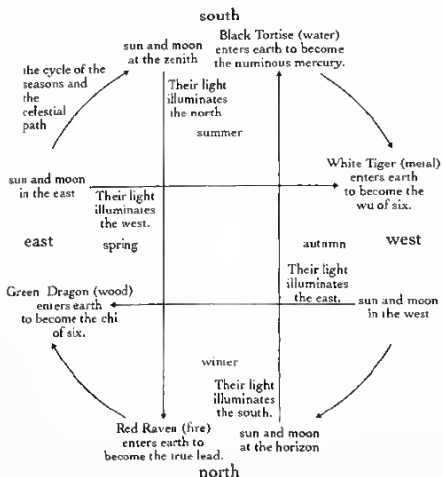 south
sun and moon
at the zenith
Black Tortise (water)
enters earth to become
the numinous mercury.
the cycle of the
seasons and
the
celestial
path
Their light
illuminates
the north
summer
sun and moon
in the east
Their light
illuminates
the west.
White Tiger (metal)
enters earth
to become the
wu of six.
east
spring
autumn
west
Their light
illuminates
the east.
Green Dragon (wood)
enters earth
to become the chi
of six.
sun and moon
in the west
winter
Their light
illuminates
the south.
Red Raven (fire)
enters earth to
become the true lead.
sun and moon
at the horizon
north